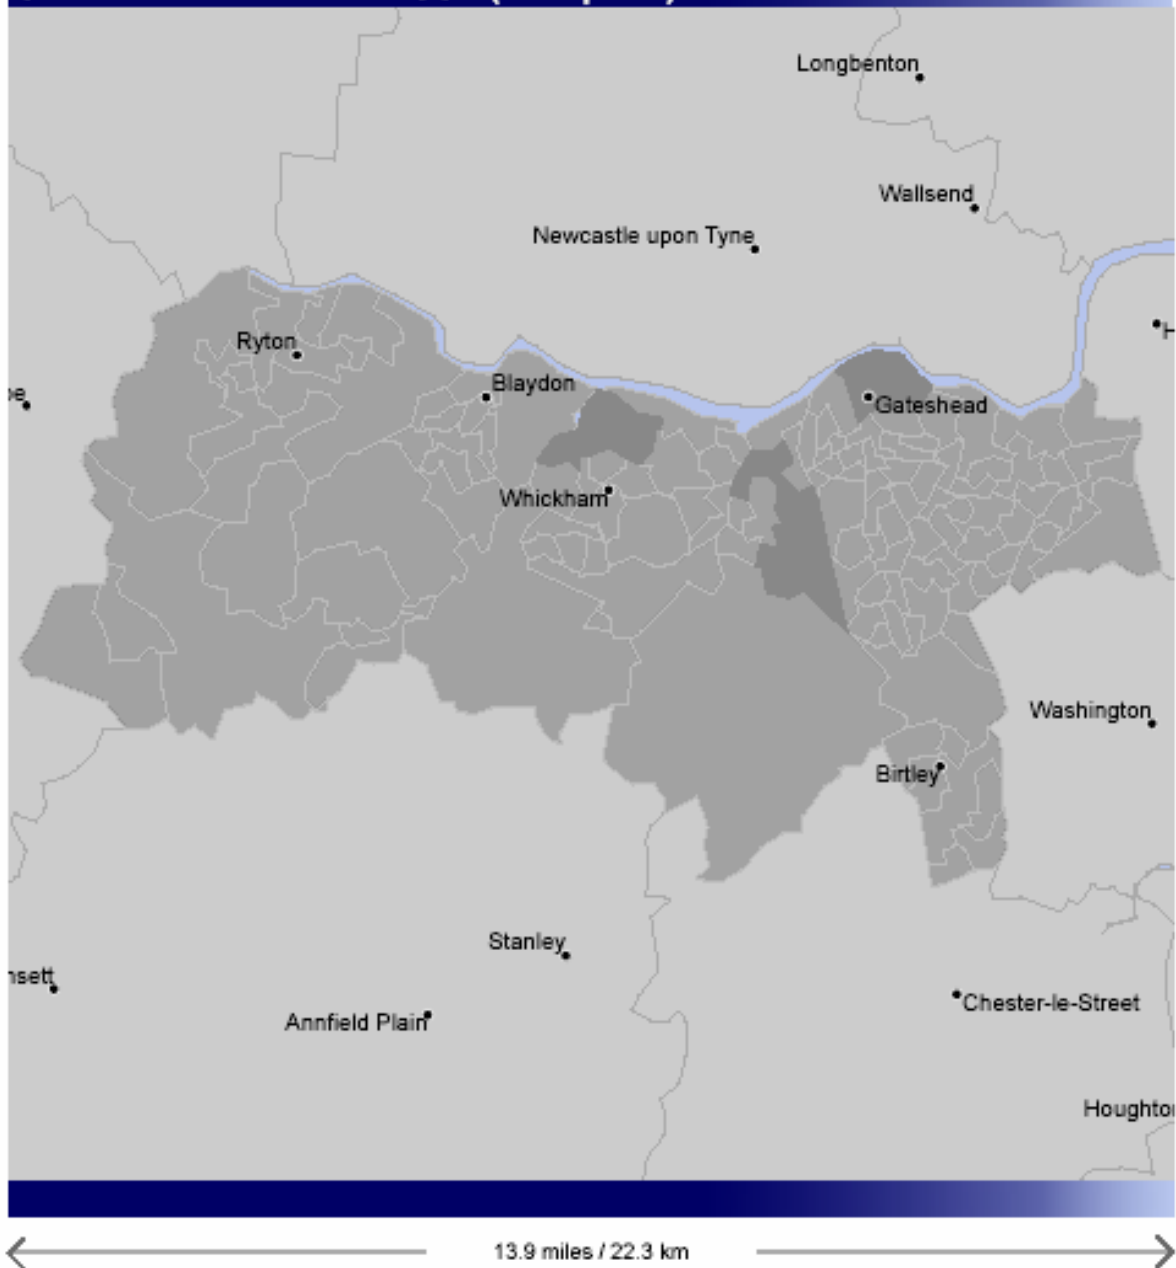 Longbenton
Wallsend
Newcastle upon Tyne
Ryton
Blaydon
Gateshead
Whickham
Washington
Birtley
Stanley
Chester-le-Street
Annfield Plain
13.9 miles / 22.3 km